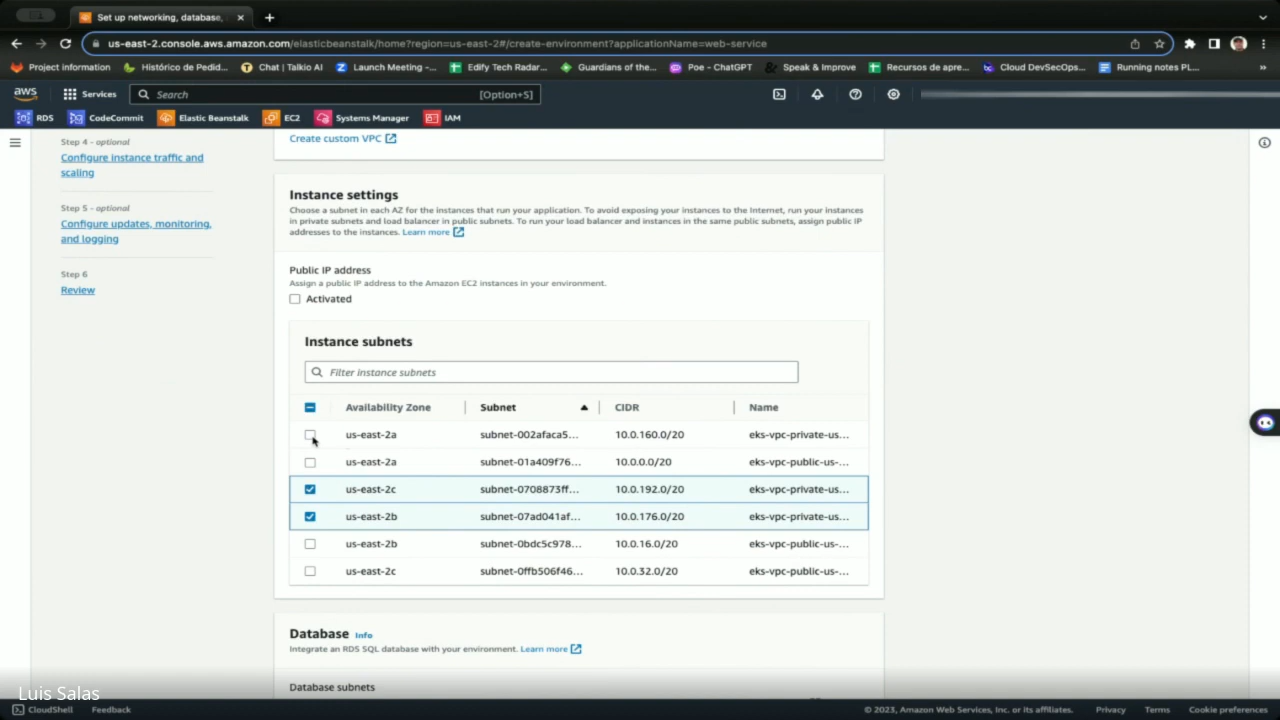 Set up networking, database,
us-east-2.console.aws.amazon.com/elasticbeanstalk/home?region=us-east-2#/create-environment?applicationName=web-service
Project information
Histórico de Pedid...
Chat | Talkio AI
Launch Meeting -...
Edify Tech Radar...
Guardians of the...
Poe - ChatGPT
Speak & Improve
Recursos de apre...
Cloud DevSecOps...
Running notes PL...
aws
Services
Search
[Option+S]
RDS
CodeCommit
Elastic Beanstalk
EC2
Systems Manager
IAM
Step 4 - optional
Configure instance traffic and
scaling
Step 5 - optional
Configure updates, monitoring,
and logging
Step 6
Review
Create custom VPC
Instance settings
Choose a subnet in each AZ for the instances that run your application. To avoid exposing your instances to the Internet, run your instances
in private subnets and load balancer in public subnets. To run your load balancer and instances in the same public subnets, assign public IP
addresses to the instances. Learn more
Public IP address
Assign a public IP address to the Amazon EC2 instances in your environment.
Activated
Instance subnets
Filter instance subnets
Availability Zone Subnet CIDR Name
us-east-2a subnet-002afaca5... 10.0.160.0/20 eks-vpc-private-us...
us-east-2a subnet-01a409f76... 10.0.0.0/20 eks-vpc-public-us-...
us-east-2c subnet-0708873ff... 10.0.192.0/20 eks-vpc-private-us...
us-east-2b subnet-07ad041af... 10.0.176.0/20 eks-vpc-private-us...
us-east-2b subnet-0bdc5c978... 10.0.16.0/20 eks-vpc-public-us-...
us-east-2c subnet-0ffb506f46... 10.0.32.0/20 eks-vpc-public-us-...
Database Info
Integrate an RDS SQL database with your environment. Learn more
Database subnets
Luis Salas
CloudShell
Feedback
© 2023, Amazon Web Services, Inc. or its affiliates.
Privacy
Terms
Cookie preferences